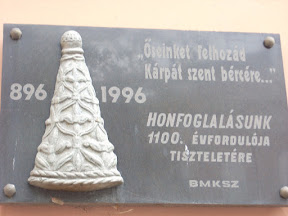 „Őseinket felhozád
Kárpát szent bércére..."
896 1996
HONFOGLALÁSUNK
1100. ÉVFORDULÓJA
TISZTELETÉRE
BMKSZ